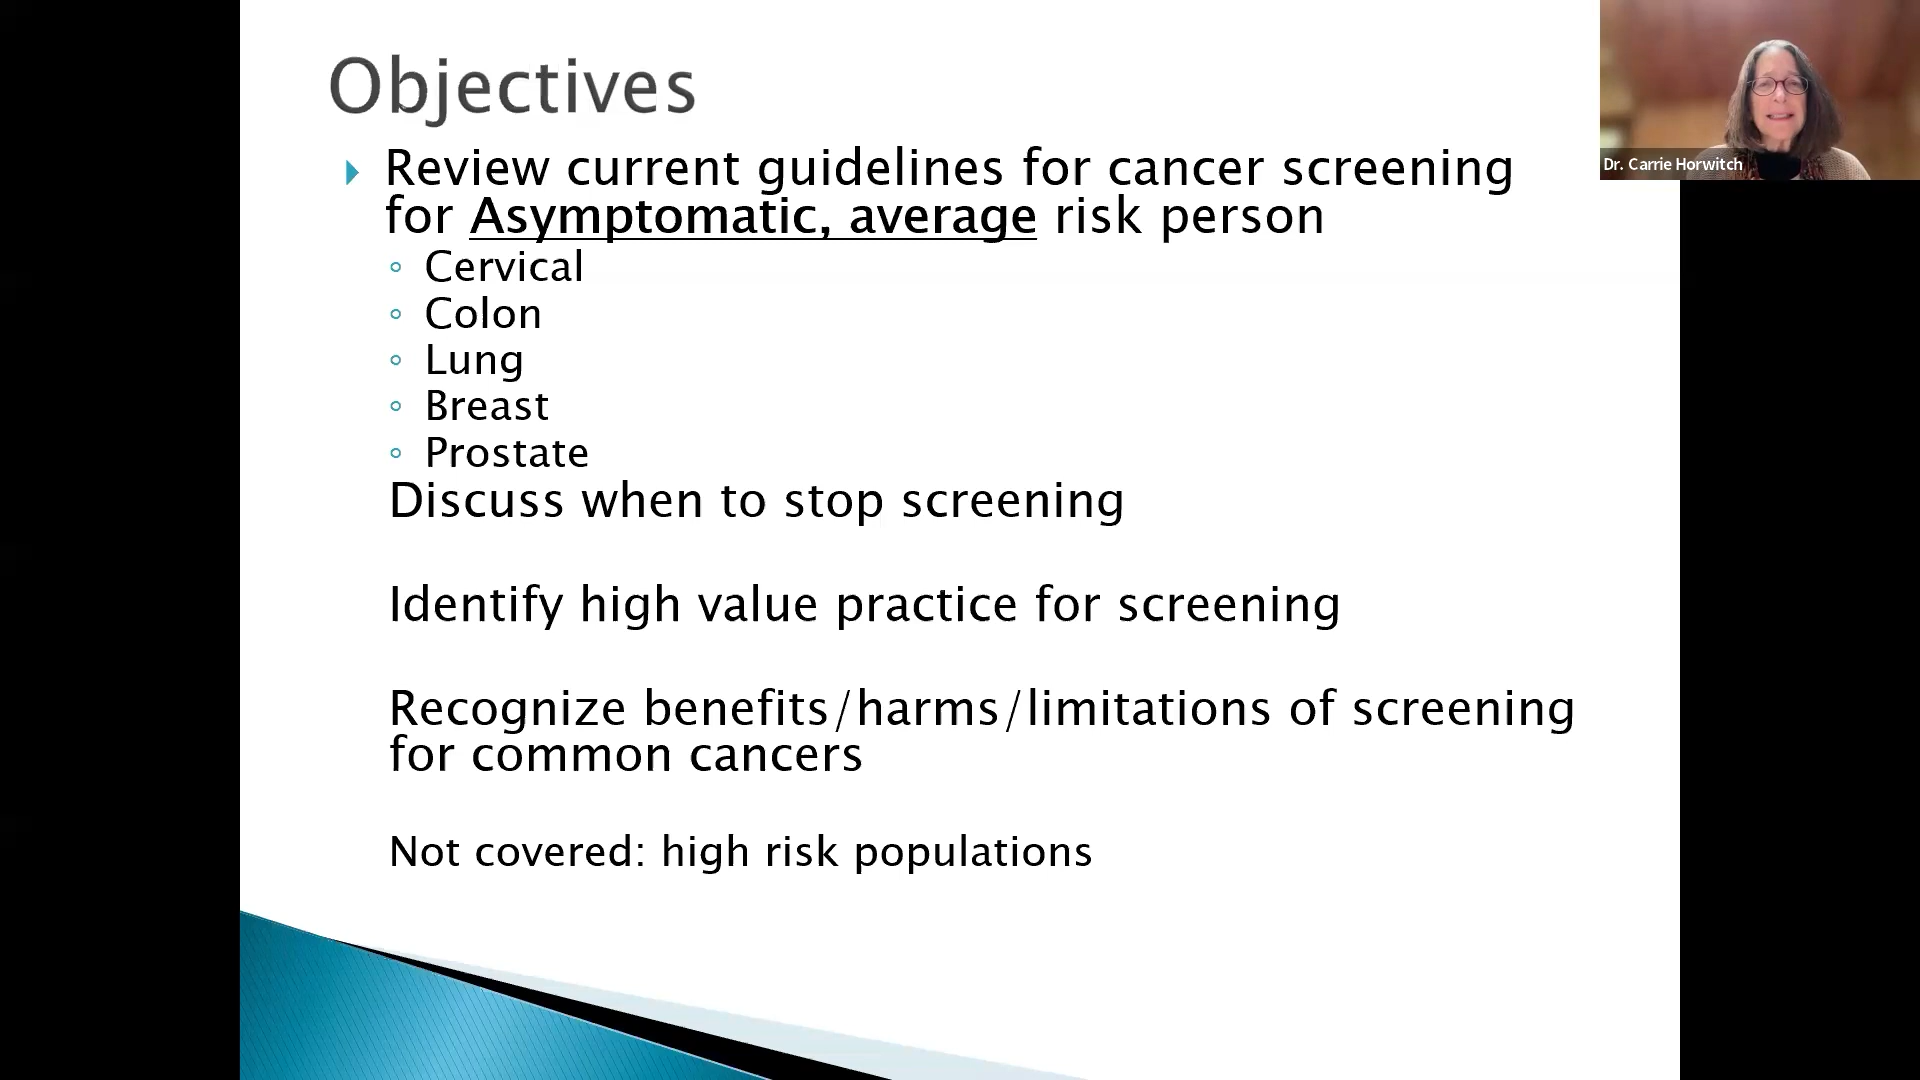 Objectives
Review current guidelines for cancer screening
for Asymptomatic, average risk person
Cervical
Colon
Lung
Breast
Prostate
Discuss when to stop screening
Identify high value practice for screening
Recognize benefits/harms/limitations of screening
for common cancers
Not covered: high risk populations
Dr. Carrie Horwitch